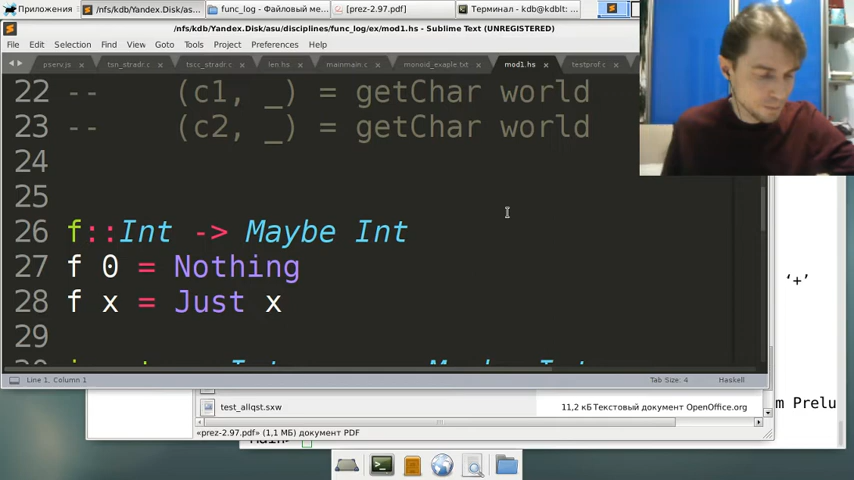 Приложения
/nfs/kdb/Yandex.Disk/as...
func_log - Файловый ме...
[prez-2.97.pdf]
Терминал - kdb@kdblt: ...
/nfs/kdb/Yandex.Disk/asu/disciplines/func_log/ex/mod1.hs - Sublime Text (UNREGISTERED)
File Edit Selection Find View Goto Tools Project Preferences Help
pserv.js tsn_stradr.c tscc_stradr.c len.hs mainmain.c monoid_exaple.txt mod1.hs testprof.c
22 -- (c1, _) = getChar world
23 -- (c2, _) = getChar world
24
25
26 f::Int -> Maybe Int
27 f 0 = Nothing
28 f x = Just x
29
Line 1, Column 1 Tab Size: 4 Haskell
‘+’
m Prelu
test_allqst.sxw 11,2 кБ Текстовый документ OpenOffice.org
«prez-2.97.pdf» (1,1 МБ) документ PDF